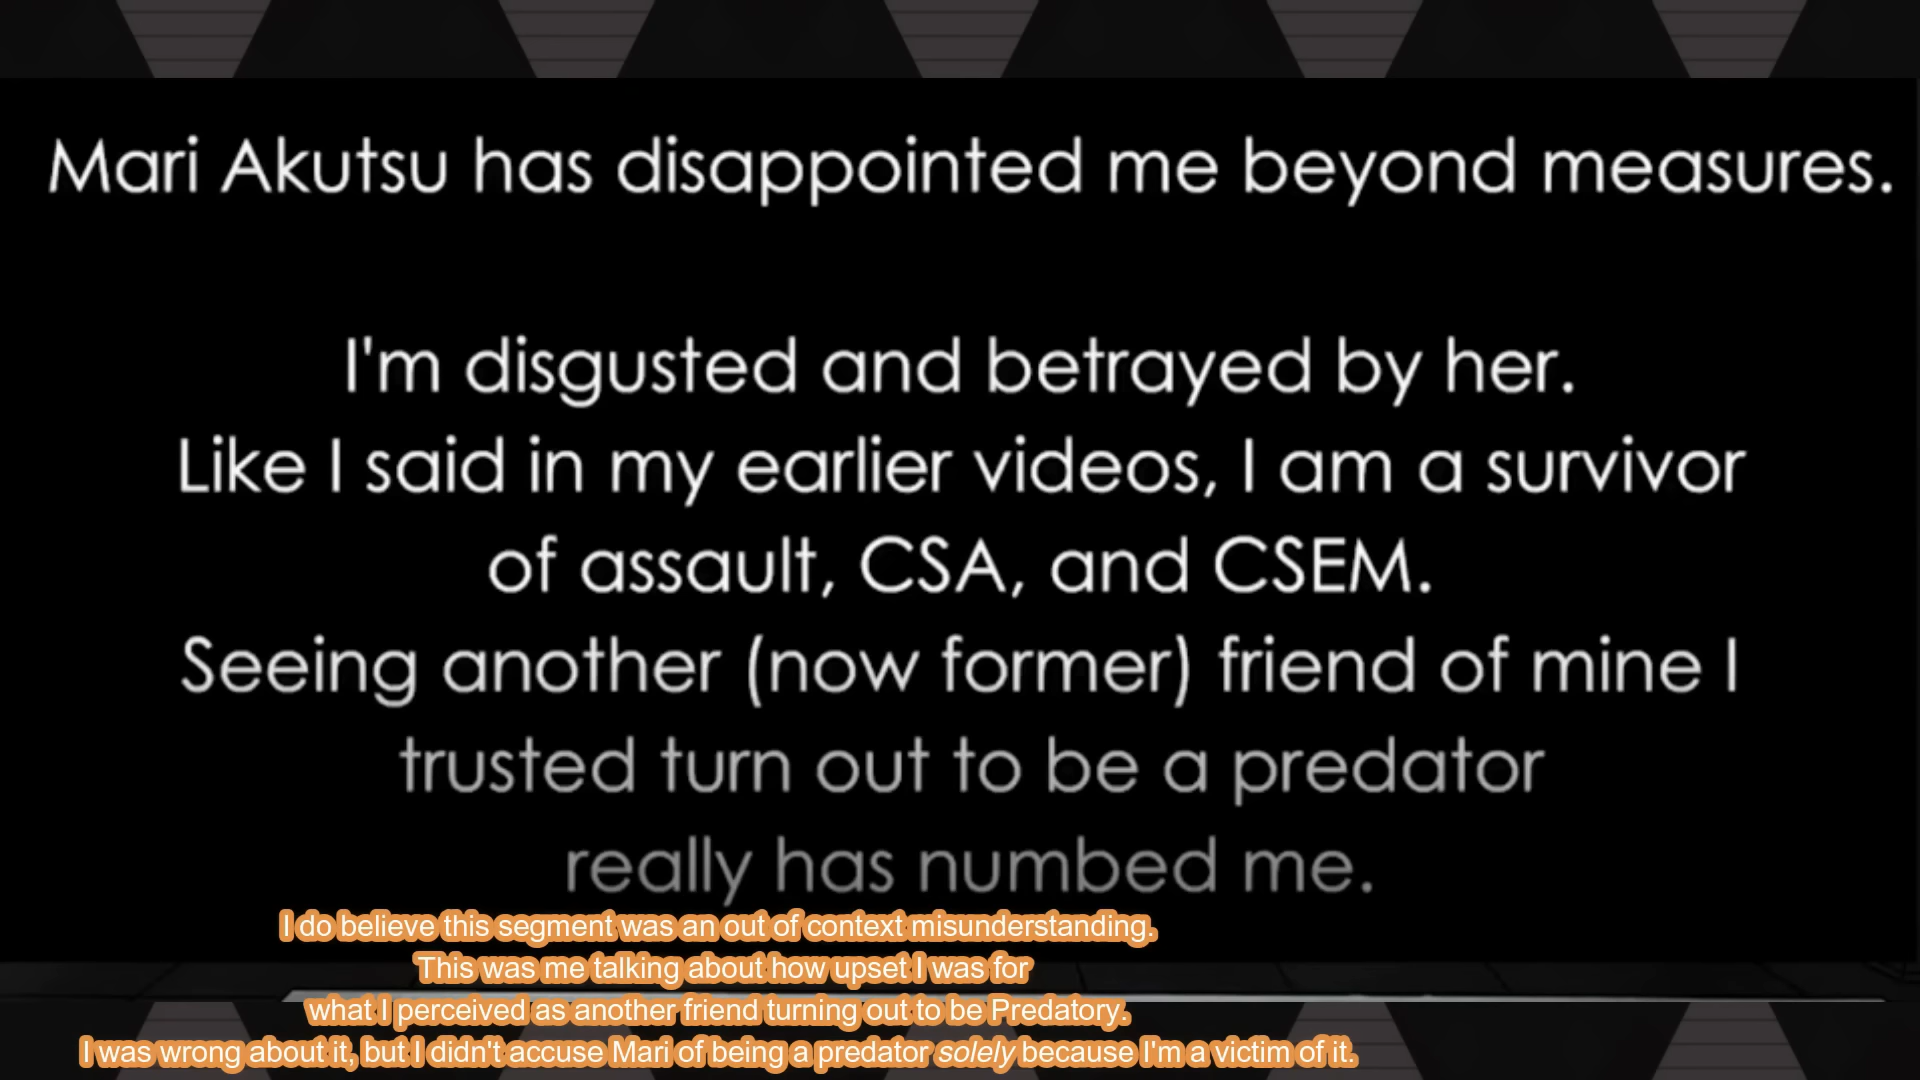 Mari Akutsu has disappointed me beyond measures.
I'm disgusted and betrayed by her.
Like I said in my earlier videos, I am a survivor
of assault, CSA, and CSEM.
Seeing another (now former) friend of mine I
trusted turn out to be a predator
really has numbed me.
I do believe this segment was an out of context misunderstanding.
This was me talking about how upset I was for
what I perceived as another friend turning out to be Predatory.
I was wrong about it, but I didn't accuse Mari of being a predator solely because I'm a victim of it.